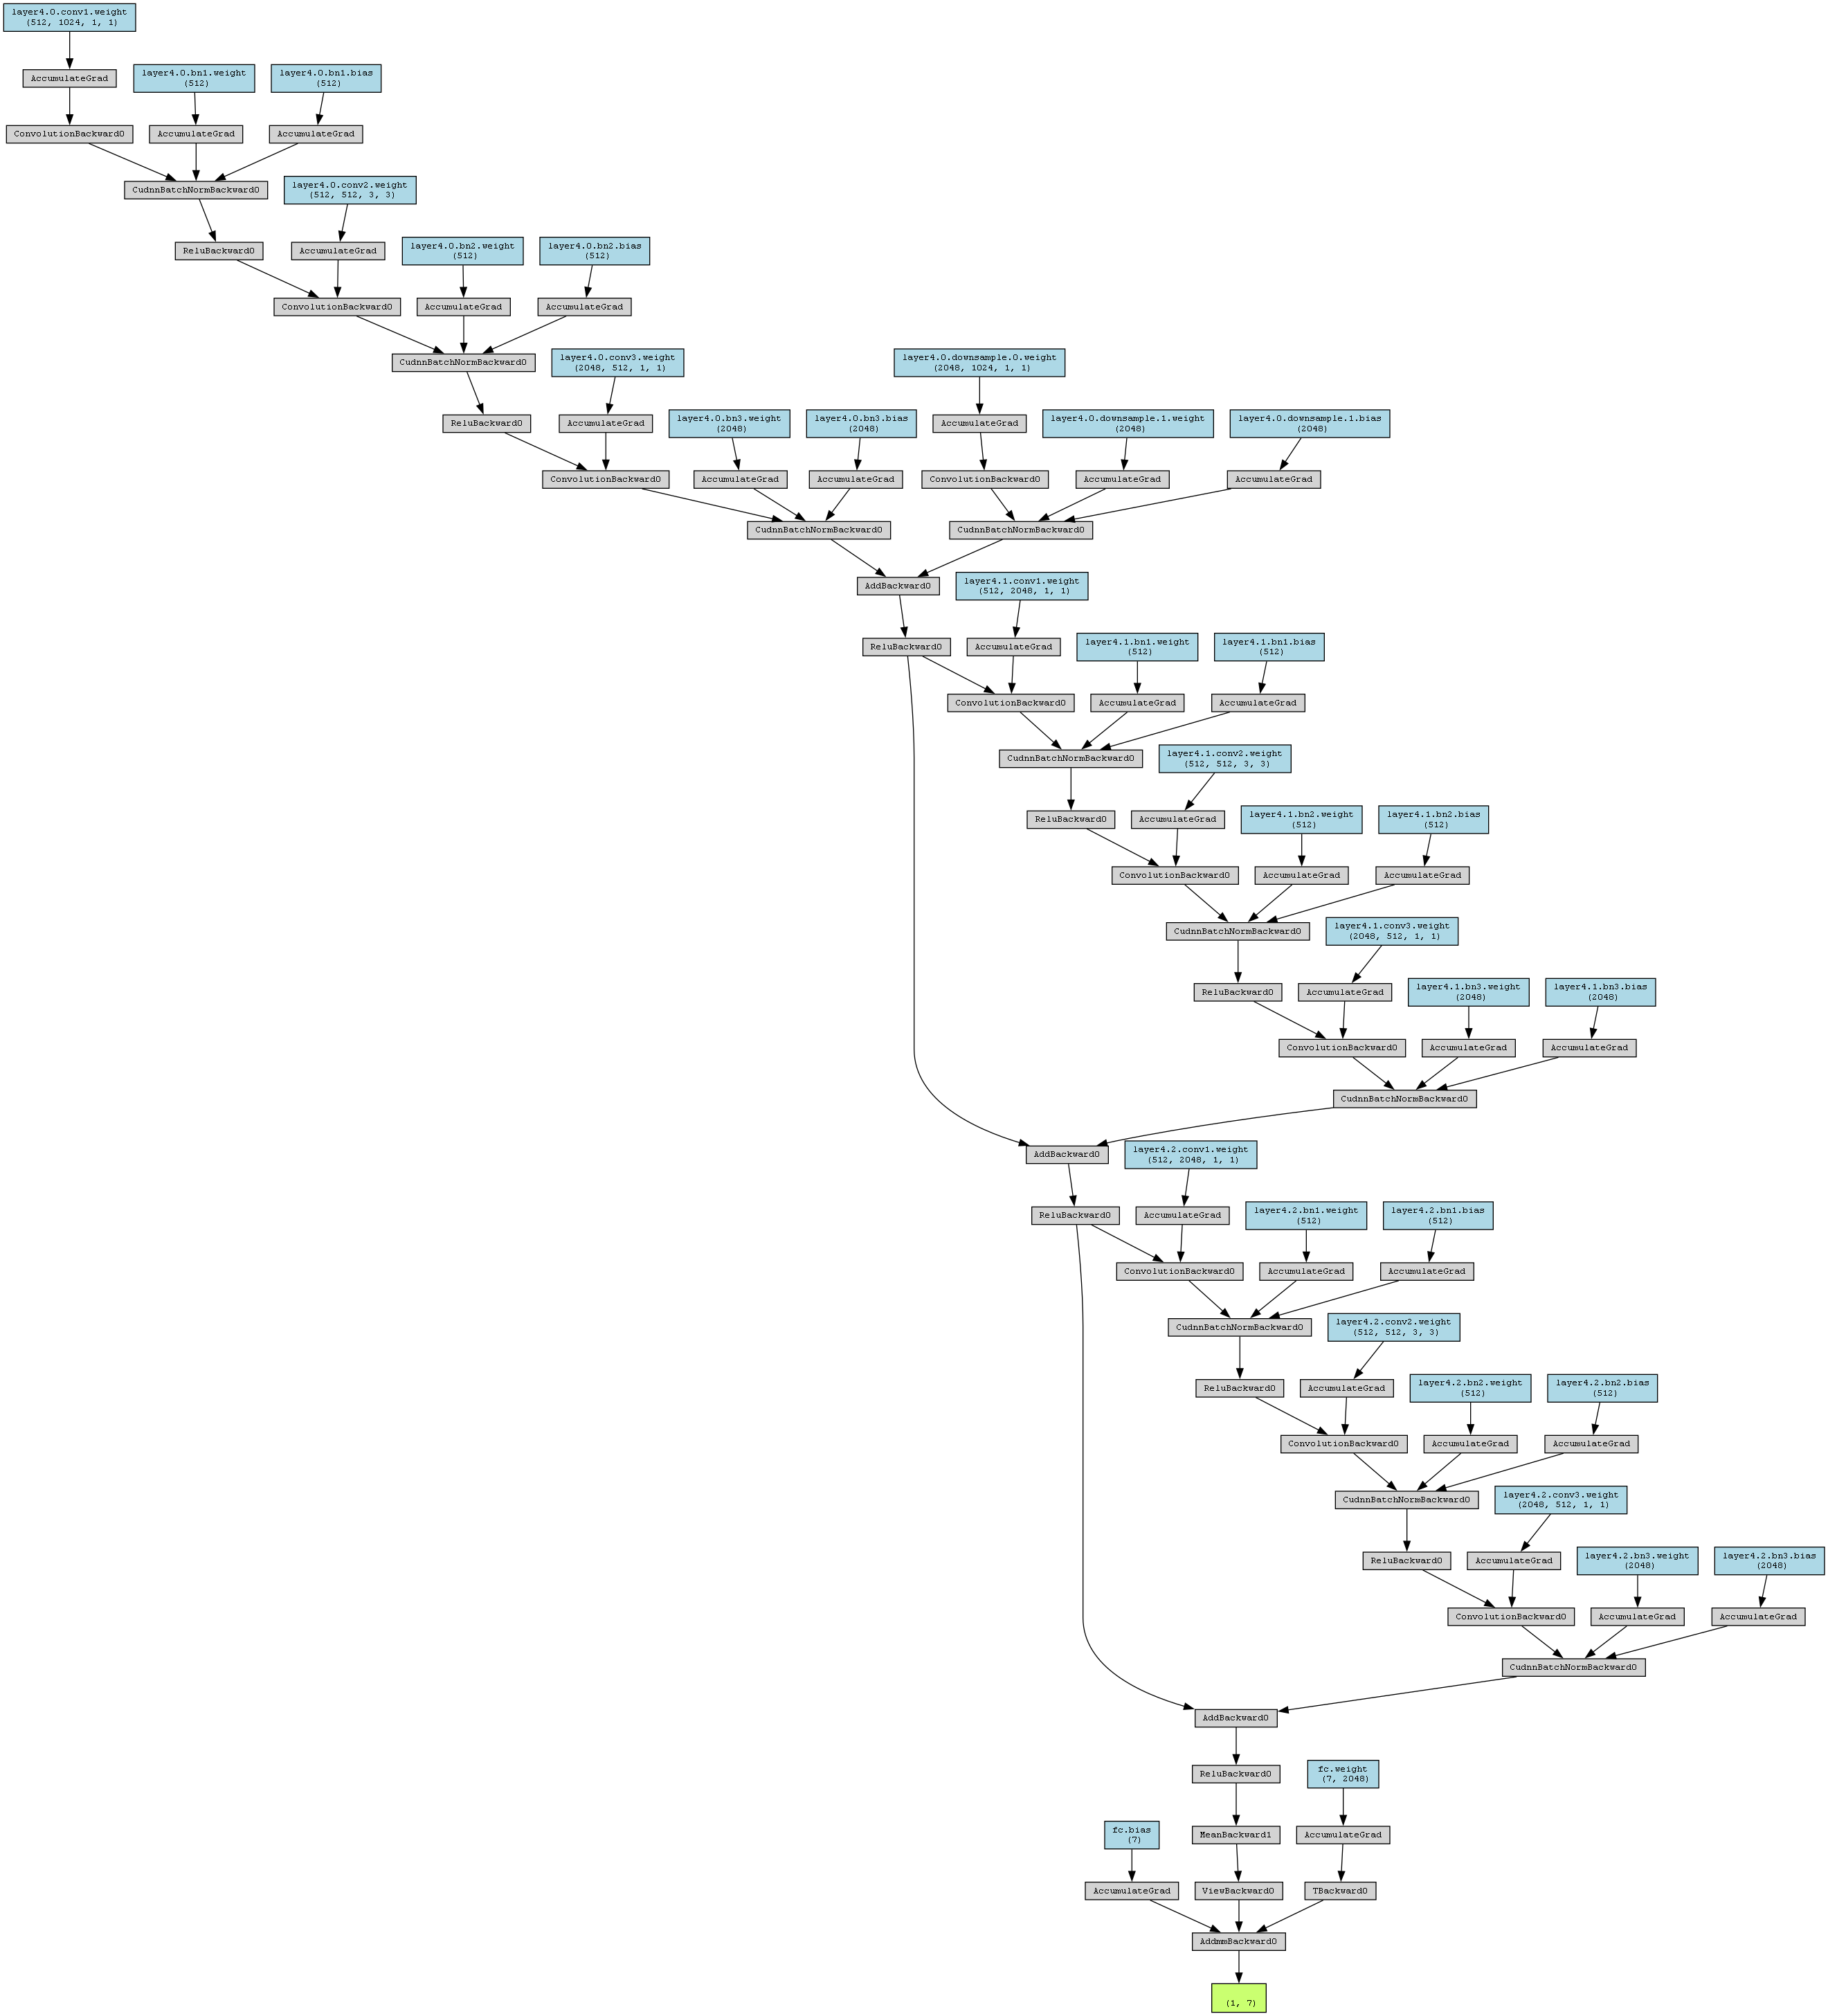 layer4.0.conv1.weight
(512, 1024, 1, 1)
AccumulateGrad
layer4.0.bn1.weight
(512)
layer4.0.bn1.bias
(512)
ConvolutionBackward0
AccumulateGrad
AccumulateGrad
CudnnBatchNormBackward0
layer4.0.conv2.weight
(512, 512, 3, 3)
ReluBackward0
AccumulateGrad
layer4.0.bn2.weight
(512)
layer4.0.bn2.bias
(512)
ConvolutionBackward0
AccumulateGrad
AccumulateGrad
CudnnBatchNormBackward0
layer4.0.conv3.weight
(2048, 512, 1, 1)
layer4.0.downsample.0.weight
(2048, 1024, 1, 1)
ReluBackward0
AccumulateGrad
layer4.0.bn3.weight
(2048)
layer4.0.bn3.bias
(2048)
AccumulateGrad
layer4.0.downsample.1.weight
(2048)
layer4.0.downsample.1.bias
(2048)
ConvolutionBackward0
AccumulateGrad
AccumulateGrad
ConvolutionBackward0
AccumulateGrad
AccumulateGrad
CudnnBatchNormBackward0
CudnnBatchNormBackward0
AddBackward0
layer4.1.conv1.weight
(512, 2048, 1, 1)
ReluBackward0
AccumulateGrad
layer4.1.bn1.weight
(512)
layer4.1.bn1.bias
(512)
ConvolutionBackward0
AccumulateGrad
AccumulateGrad
CudnnBatchNormBackward0
layer4.1.conv2.weight
(512, 512, 3, 3)
ReluBackward0
AccumulateGrad
layer4.1.bn2.weight
(512)
layer4.1.bn2.bias
(512)
ConvolutionBackward0
AccumulateGrad
AccumulateGrad
CudnnBatchNormBackward0
layer4.1.conv3.weight
(2048, 512, 1, 1)
ReluBackward0
AccumulateGrad
layer4.1.bn3.weight
(2048)
layer4.1.bn3.bias
(2048)
ConvolutionBackward0
AccumulateGrad
AccumulateGrad
CudnnBatchNormBackward0
AddBackward0
layer4.2.conv1.weight
(512, 2048, 1, 1)
ReluBackward0
AccumulateGrad
layer4.2.bn1.weight
(512)
layer4.2.bn1.bias
(512)
ConvolutionBackward0
AccumulateGrad
AccumulateGrad
CudnnBatchNormBackward0
layer4.2.conv2.weight
(512, 512, 3, 3)
ReluBackward0
AccumulateGrad
layer4.2.bn2.weight
(512)
layer4.2.bn2.bias
(512)
ConvolutionBackward0
AccumulateGrad
AccumulateGrad
CudnnBatchNormBackward0
layer4.2.conv3.weight
(2048, 512, 1, 1)
ReluBackward0
AccumulateGrad
layer4.2.bn3.weight
(2048)
layer4.2.bn3.bias
(2048)
ConvolutionBackward0
AccumulateGrad
AccumulateGrad
CudnnBatchNormBackward0
AddBackward0
ReluBackward0
fc.weight
(7, 2048)
fc.bias
(7)
MeanBackward1
AccumulateGrad
AccumulateGrad
ViewBackward0
TBackward0
AddmmBackward0
(1, 7)